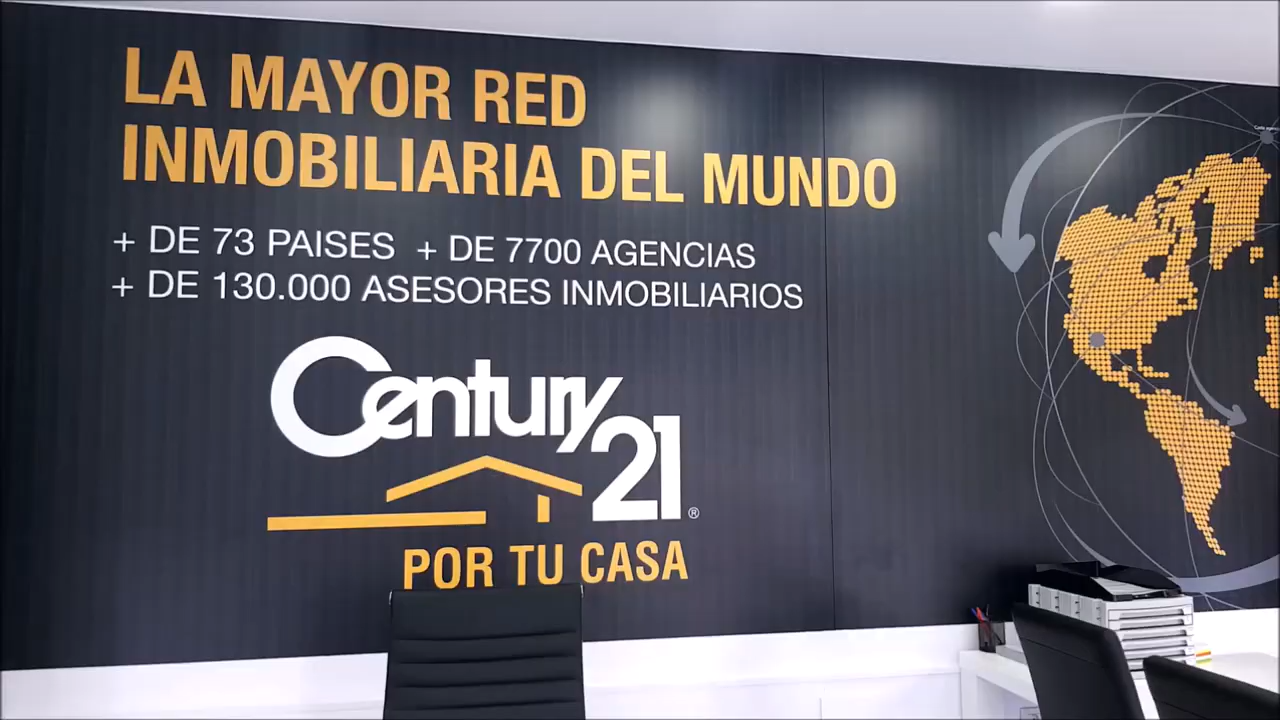 LA MAYOR RED
INMOBILIARIA DEL MUNDO
+ DE 73 PAISES + DE 7700 AGENCIAS
+ DE 130.000 ASESORES INMOBILIARIOS
Century
21®
POR TU CASA